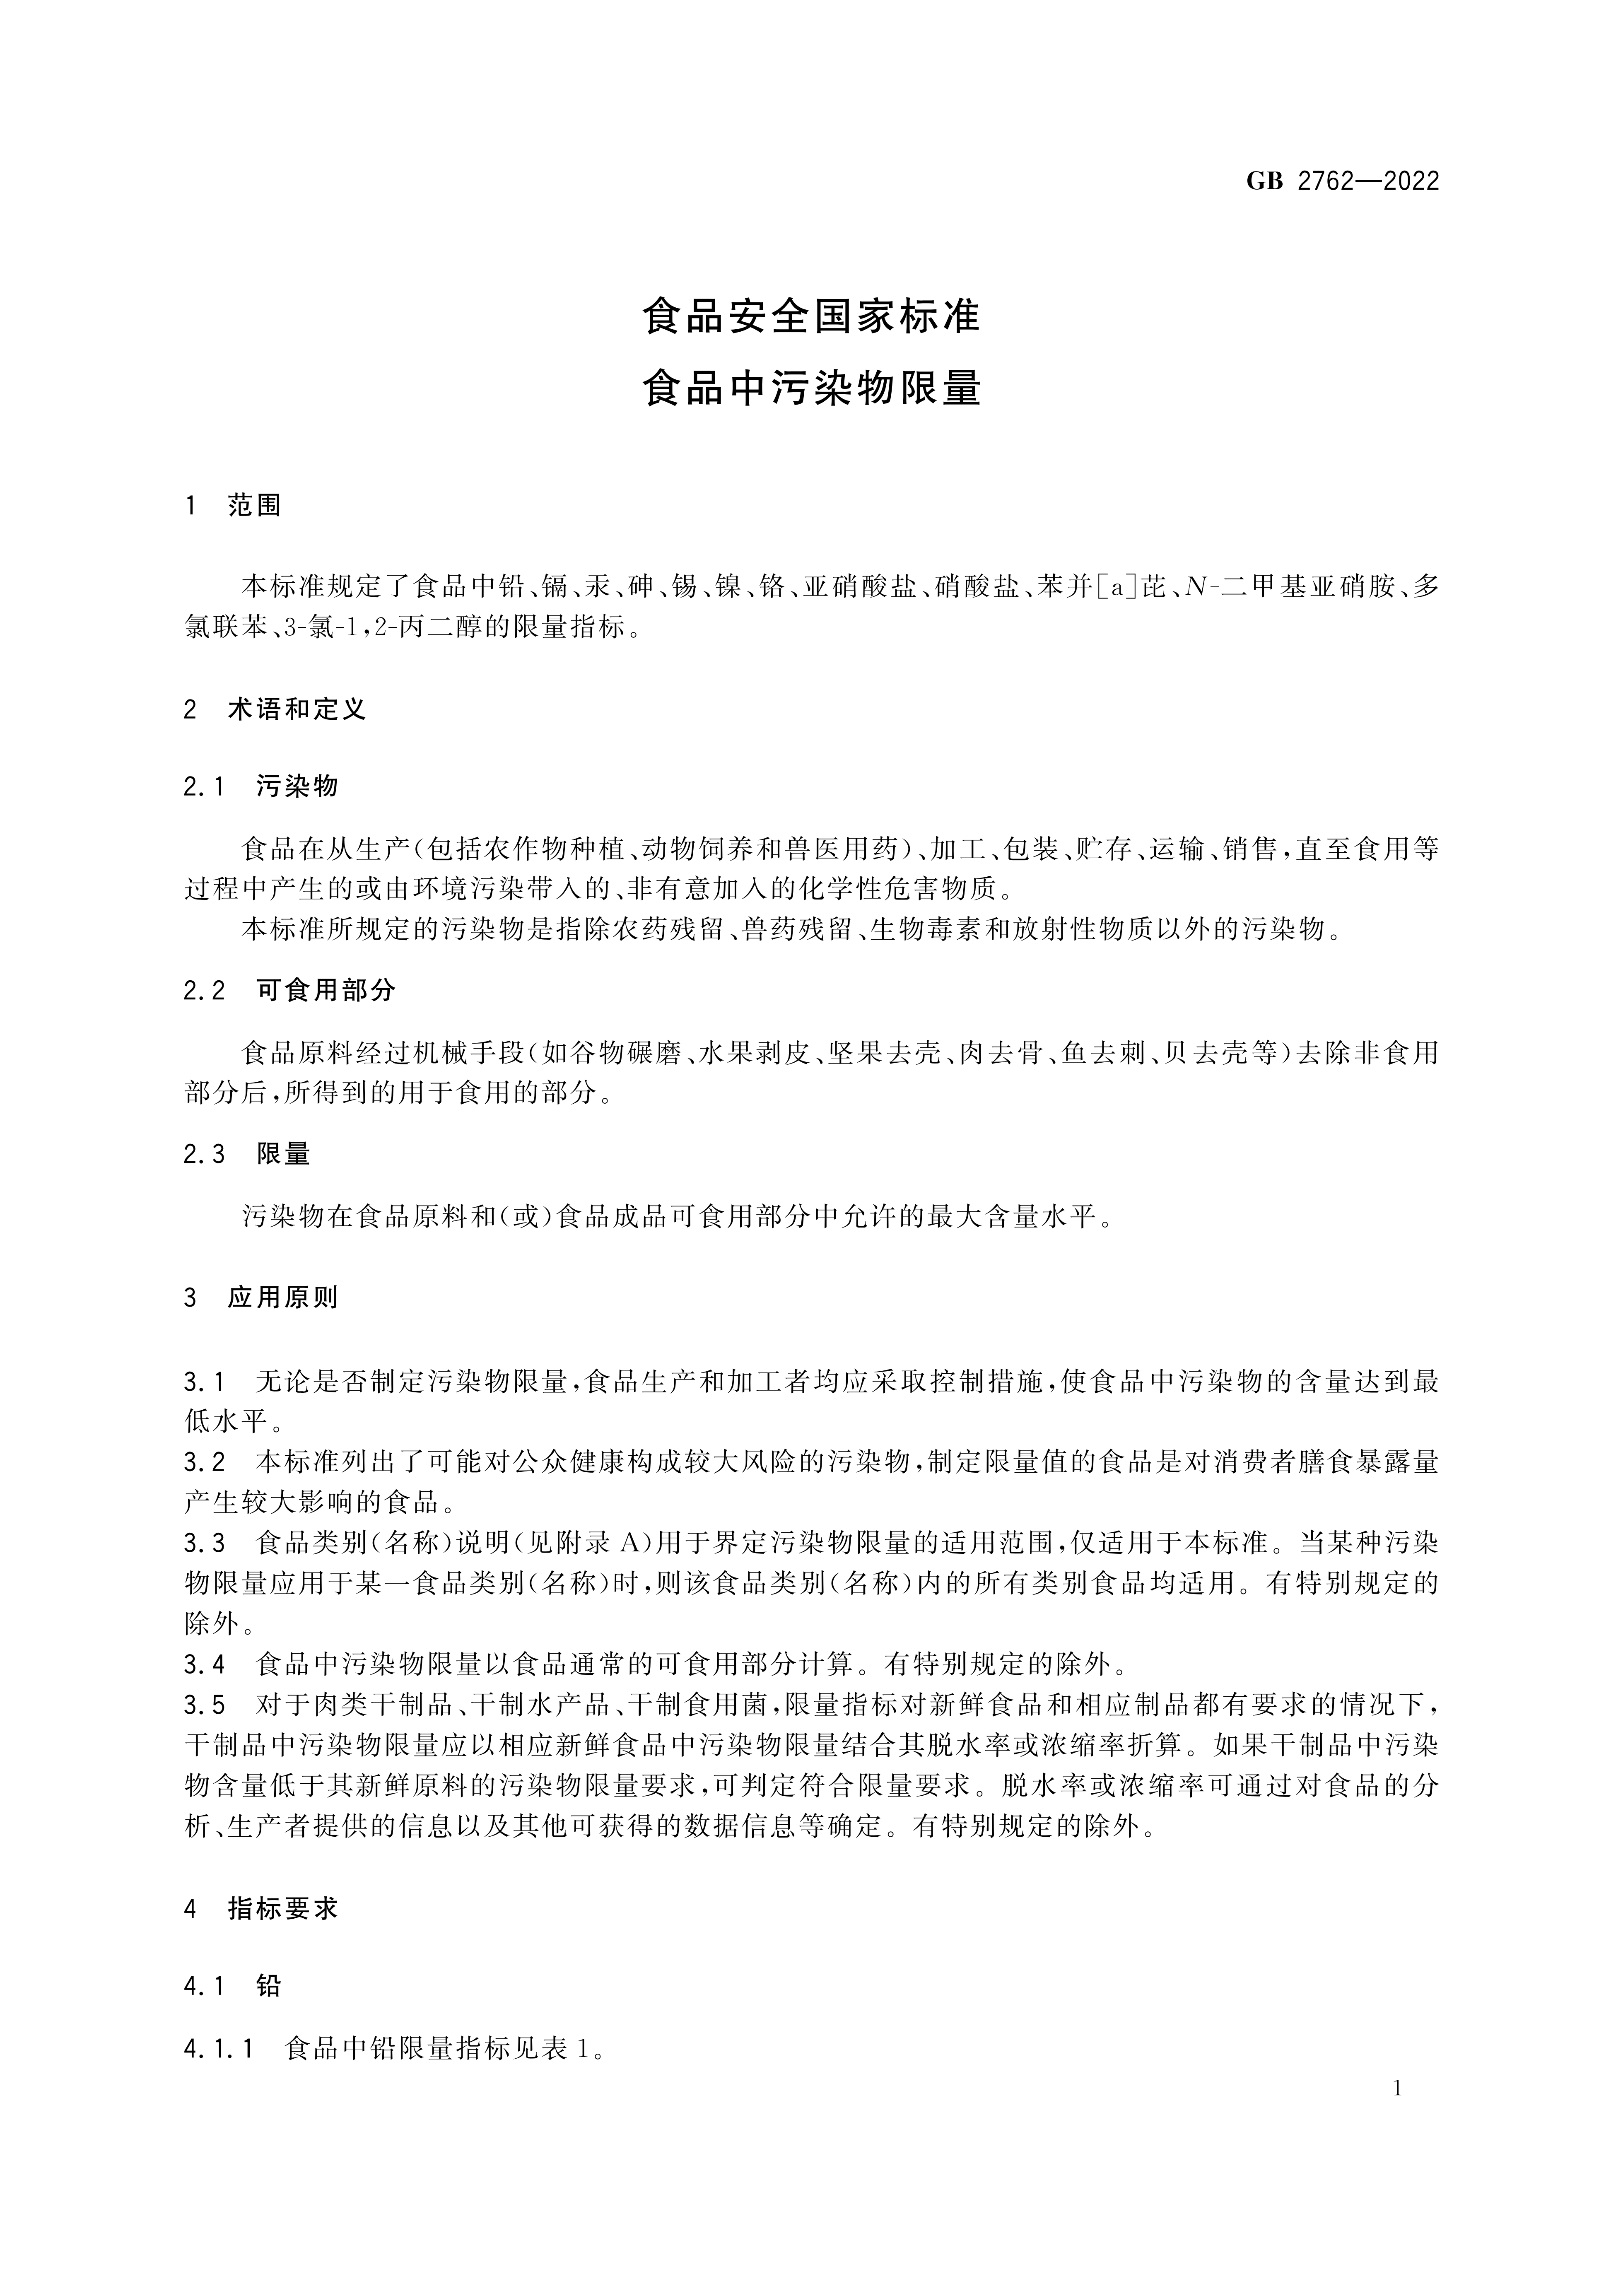 GB 2762—2022
食品安全国家标准
食品中污染物限量
1 范围
本标准规定了食品中铅、镉、汞、砷、锡、镍、铬、亚硝酸盐、硝酸盐、苯并[a]芘、N-二甲基亚硝胺、多
氯联苯、3-氯-1,2-丙二醇的限量指标。
2 术语和定义
2.1 污染物
食品在从生产(包括农作物种植、动物饲养和兽医用药)、加工、包装、贮存、运输、销售,直至食用等
过程中产生的或由环境污染带入的、非有意加入的化学性危害物质。
本标准所规定的污染物是指除农药残留、兽药残留、生物毒素和放射性物质以外的污染物。
2.2 可食用部分
食品原料经过机械手段(如谷物碾磨、水果剥皮、坚果去壳、肉去骨、鱼去刺、贝去壳等)去除非食用
部分后,所得到的用于食用的部分。
2.3 限量
污染物在食品原料和(或)食品成品可食用部分中允许的最大含量水平。
3 应用原则
3.1 无论是否制定污染物限量,食品生产和加工者均应采取控制措施,使食品中污染物的含量达到最
低水平。
3.2 本标准列出了可能对公众健康构成较大风险的污染物,制定限量值的食品是对消费者膳食暴露量
产生较大影响的食品。
3.3 食品类别(名称)说明(见附录 A)用于界定污染物限量的适用范围,仅适用于本标准。当某种污染
物限量应用于某一食品类别(名称)时,则该食品类别(名称)内的所有类别食品均适用。有特别规定的
除外。
3.4 食品中污染物限量以食品通常的可食用部分计算。有特别规定的除外。
3.5 对于肉类干制品、干制水产品、干制食用菌,限量指标对新鲜食品和相应制品都有要求的情况下,
干制品中污染物限量应以相应新鲜食品中污染物限量结合其脱水率或浓缩率折算。如果干制品中污染
物含量低于其新鲜原料的污染物限量要求,可判定符合限量要求。脱水率或浓缩率可通过对食品的分
析、生产者提供的信息以及其他可获得的数据信息等确定。有特别规定的除外。
4 指标要求
4.1 铅
4.1.1 食品中铅限量指标见表 1。
1